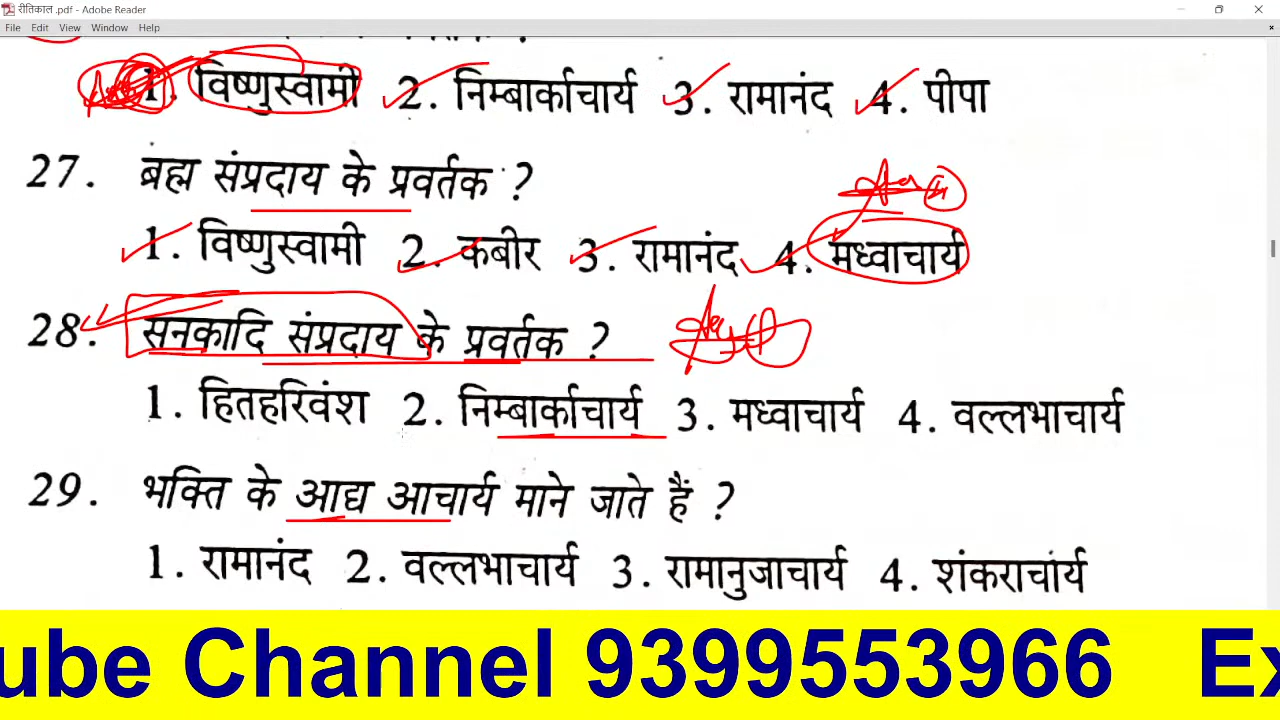 रीतिकाल .pdf - Adobe Reader
File Edit View Window Help
1. विष्णुस्वामी 2. निम्बार्काचार्य 3. रामानंद 4. पीपा
27. ब्रह्म संप्रदाय के प्रवर्तक ?
1. विष्णुस्वामी 2. कबीर 3. रामानंद 4. मध्वाचार्य
28. सनकादि संप्रदाय के प्रवर्तक ?
1. हितहरिवंश 2. निम्बार्काचार्य 3. मध्वाचार्य 4. वल्लभाचार्य
29. भक्ति के आद्य आचार्य माने जाते हैं ?
1. रामानंद 2. वल्लभाचार्य 3. रामानुजाचार्य 4. शंकराचार्य
ube Channel 9399553966 Ex